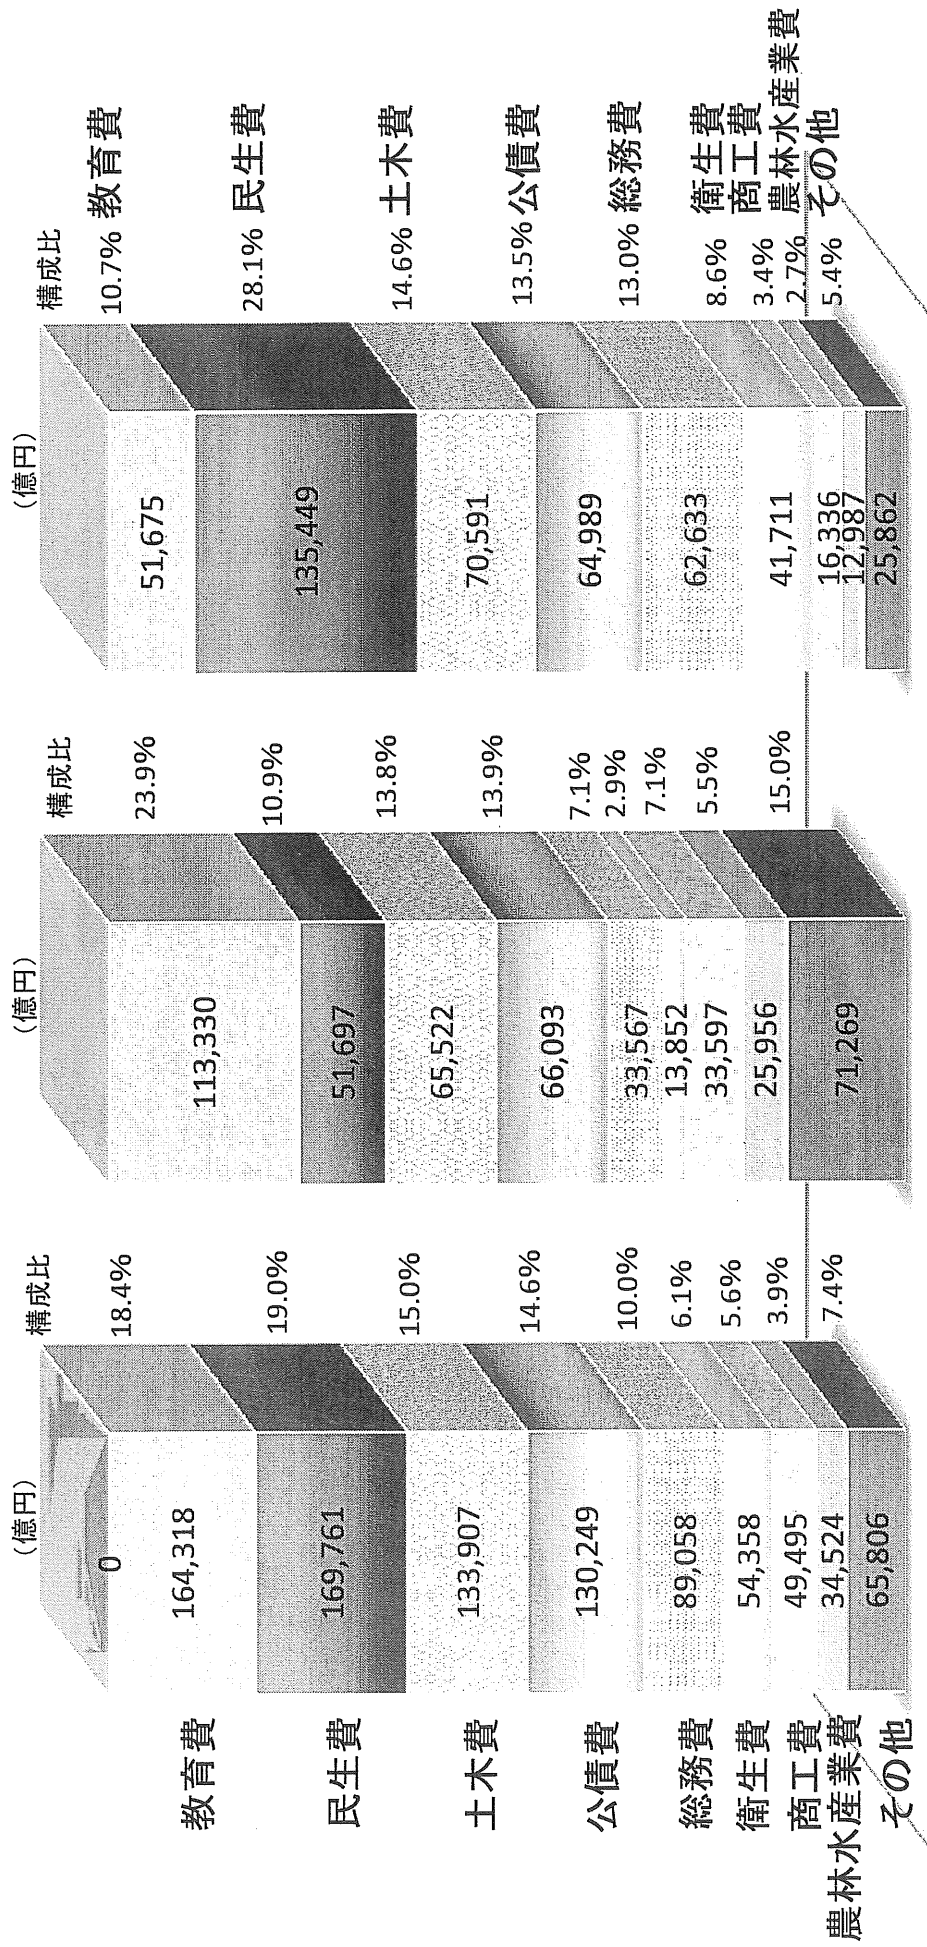 (億円)
構成比
0
教育費 164,318 18.4%
民生費 169,761 19.0%
土木費 133,907 15.0%
公債費 130,249 14.6%
総務費 89,058 10.0%
衛生費 54,358 6.1%
商工費 49,495 5.6%
農林水産業費 34,524 3.9%
その他 65,806 7.4%
(億円)
構成比
113,330 23.9%
51,697 10.9%
65,522 13.8%
66,093 13.9%
33,567 7.1%
13,852 2.9%
33,597 7.1%
25,956 5.5%
71,269 15.0%
(億円)
構成比
51,675 10.7% 教育費
135,449 28.1% 民生費
70,591 14.6% 土木費
64,989 13.5% 公債費
62,633 13.0% 総務費
41,711 8.6% 衛生費
16,336 3.4% 商工費
12,987 2.7% 農林水産業費
25,862 5.4% その他